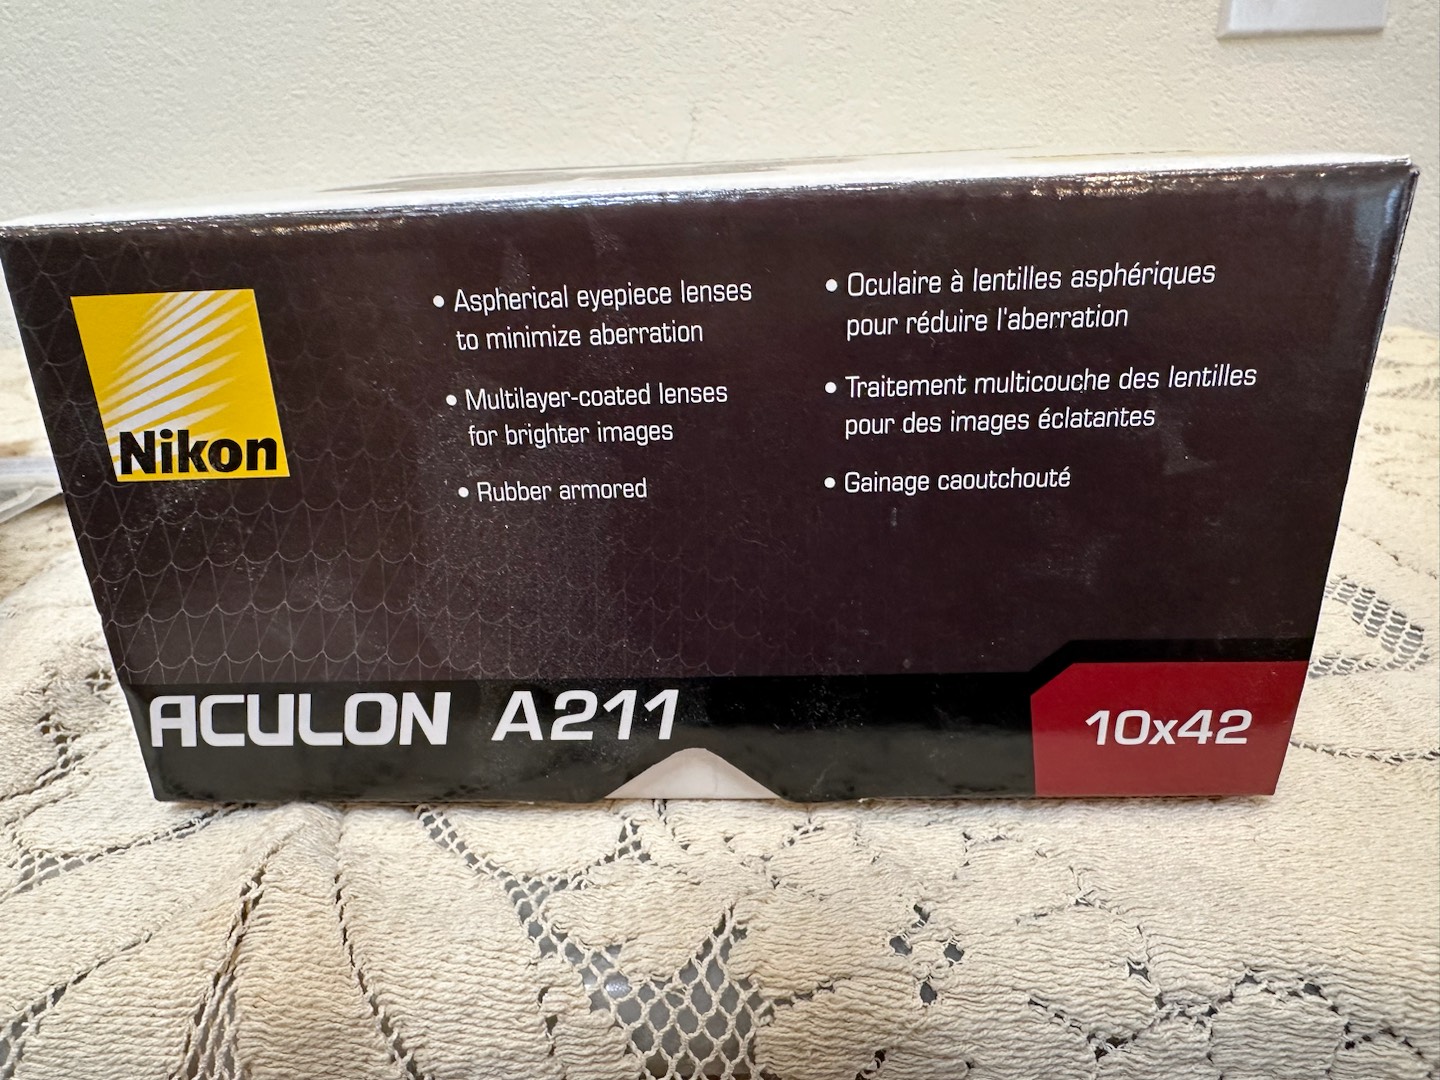 Nikon
• Aspherical eyepiece lenses
to minimize aberration
• Multilayer-coated lenses
for brighter images
• Rubber armored
• Oculaire à lentilles asphériques
pour réduire l'aberration
• Traitement multicouche des lentilles
pour des images éclatantes
• Gainage caoutchouté
ACULON A211
10x42